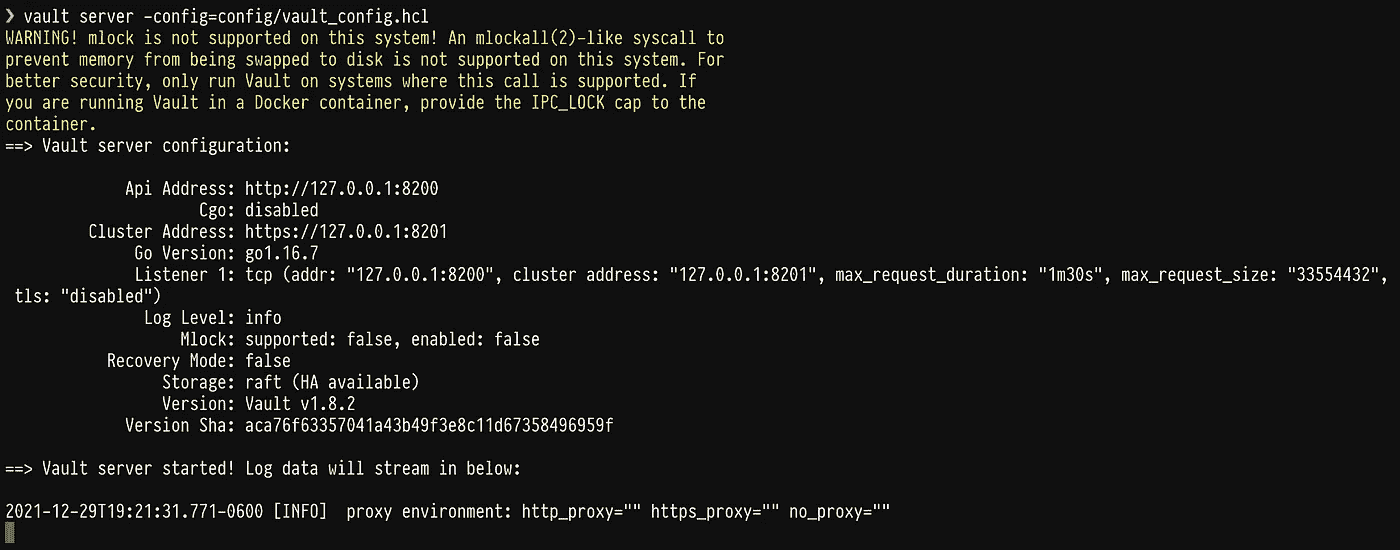 ❯ vault server -config=config/vault_config.hcl
WARNING! mlock is not supported on this system! An mlockall(2)-like syscall to
prevent memory from being swapped to disk is not supported on this system. For
better security, only run Vault on systems where this call is supported. If
you are running Vault in a Docker container, provide the IPC_LOCK cap to the
container.
==> Vault server configuration:

             Api Address: http://127.0.0.1:8200
                     Cgo: disabled
         Cluster Address: https://127.0.0.1:8201
              Go Version: go1.16.7
              Listener 1: tcp (addr: "127.0.0.1:8200", cluster address: "127.0.0.1:8201", max_request_duration: "1m30s", max_request_size: "33554432",
 tls: "disabled")
               Log Level: info
                   Mlock: supported: false, enabled: false
           Recovery Mode: false
                 Storage: raft (HA available)
                 Version: Vault v1.8.2
             Version Sha: aca76f63357041a43b49f3e8c11d67358496959f

==> Vault server started! Log data will stream in below:

2021-12-29T19:21:31.771-0600 [INFO]  proxy environment: http_proxy="" https_proxy="" no_proxy=""